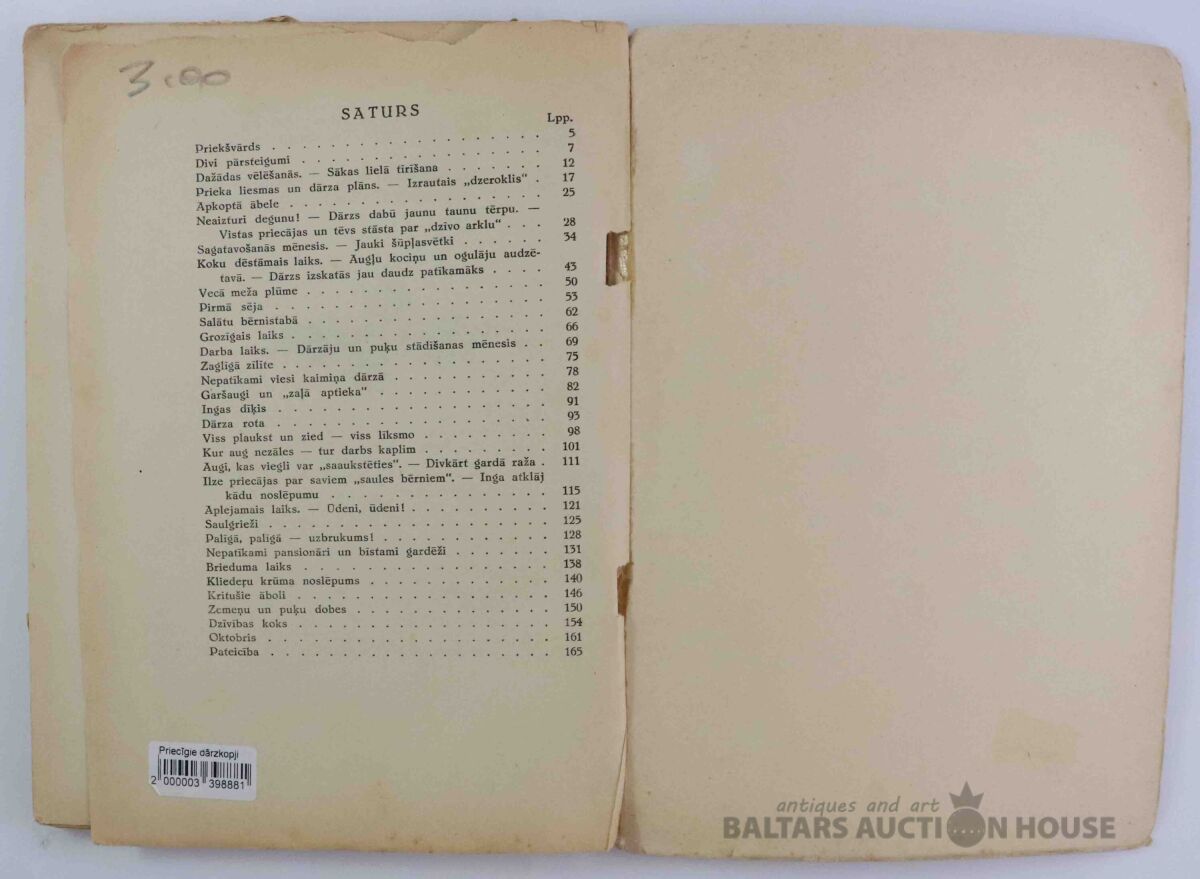 3.00
SATURS
Lpp.
Priekšvārds . . . . . . . . . . . . . . . . . 5
Divi pārsteigumi . . . . . . . . . . . . . . . 7
Dažādas vēlēšanās. — Sākas lielā tīrīšana . . . . . . . 12
Prieka liesmas un dārza plāns. — Izrautais „dzeroklis“ . 17
Apkoptā ābele . . . . . . . . . . . . . . . . 25
Neaizturi degunu! — Dārzs dabū jaunu taunu tērpu. —
Vistas priecājas un tēvs stāsta par „dzīvo arklu“ . . . 28
Sagatavošanās mēnesis. — Jauki šūpļasvētki . . . . . . 34
Koku dēstāmais laiks. — Augļu kociņu un ogulāju audzē-
tavā. — Dārzs izskatās jau daudz patīkamāks . . . . 43
Vecā meža plūme . . . . . . . . . . . . . . . 50
Pirmā sēja . . . . . . . . . . . . . . . . . 53
Salātu bērnistabā . . . . . . . . . . . . . . . 62
Grozīgais laiks . . . . . . . . . . . . . . . . 66
Darba laiks. — Dārzāju un puķu stādīšanas mēnesis . . 69
Zaglīgā zīlīte . . . . . . . . . . . . . . . . 75
Nepatīkami viesi kaimiņa dārzā . . . . . . . . . . 78
Garšaugi un „zaļā aptieka“ . . . . . . . . . . . 82
Ingas dīķis . . . . . . . . . . . . . . . . . 91
Dārza rota . . . . . . . . . . . . . . . . . 93
Viss plaukst un zied — viss līksmo . . . . . . . . 98
Kur aug nezāles — tur darbs kaplim . . . . . . . . 101
Augi, kas viegli var „saaukstēties“. — Divkārt gardā raža . 111
Ilze priecājas par saviem „saules bērniem“. — Inga atklāj
kādu noslēpumu . . . . . . . . . . . . . . 115
Aplejamais laiks. — Ūdeni, ūdeni! . . . . . . . . . 121
Saulgrieži . . . . . . . . . . . . . . . . . . 125
Palīgā, palīgā — uzbrukums! . . . . . . . . . . . 128
Nepatīkami pansionāri un bīstami gardēži . . . . . . 131
Brieduma laiks . . . . . . . . . . . . . . . . 138
Kliedeŗu krūma noslēpums . . . . . . . . . . . . 140
Kritušie āboli . . . . . . . . . . . . . . . . 146
Zemeņu un puķu dobes . . . . . . . . . . . . . 150
Dzīvības koks . . . . . . . . . . . . . . . . 154
Oktobris . . . . . . . . . . . . . . . . . . 161
Pateicība . . . . . . . . . . . . . . . . . . 165
Priecīgie dārzkopji
2 000003 398881
antiques and art
BALTARS AUCTION HOUSE